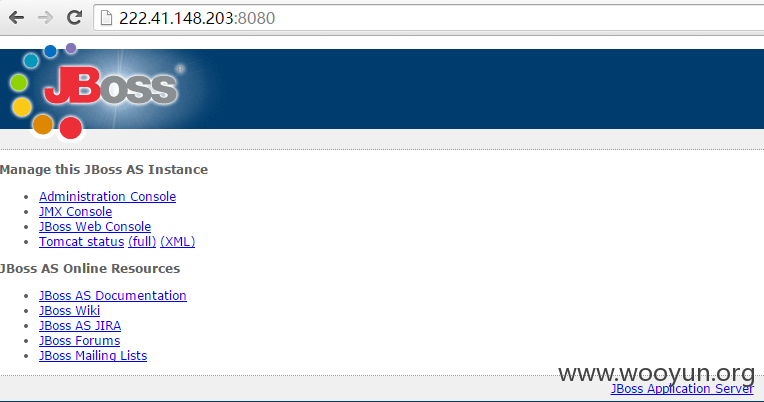 222.41.148.203:8080
JBoss®
Manage this JBoss AS Instance
Administration Console
JMX Console
JBoss Web Console
Tomcat status (full) (XML)
JBoss AS Online Resources
JBoss AS Documentation
JBoss Wiki
JBoss AS JIRA
JBoss Forums
JBoss Mailing Lists
www.wooyun.org
JBoss Application Server